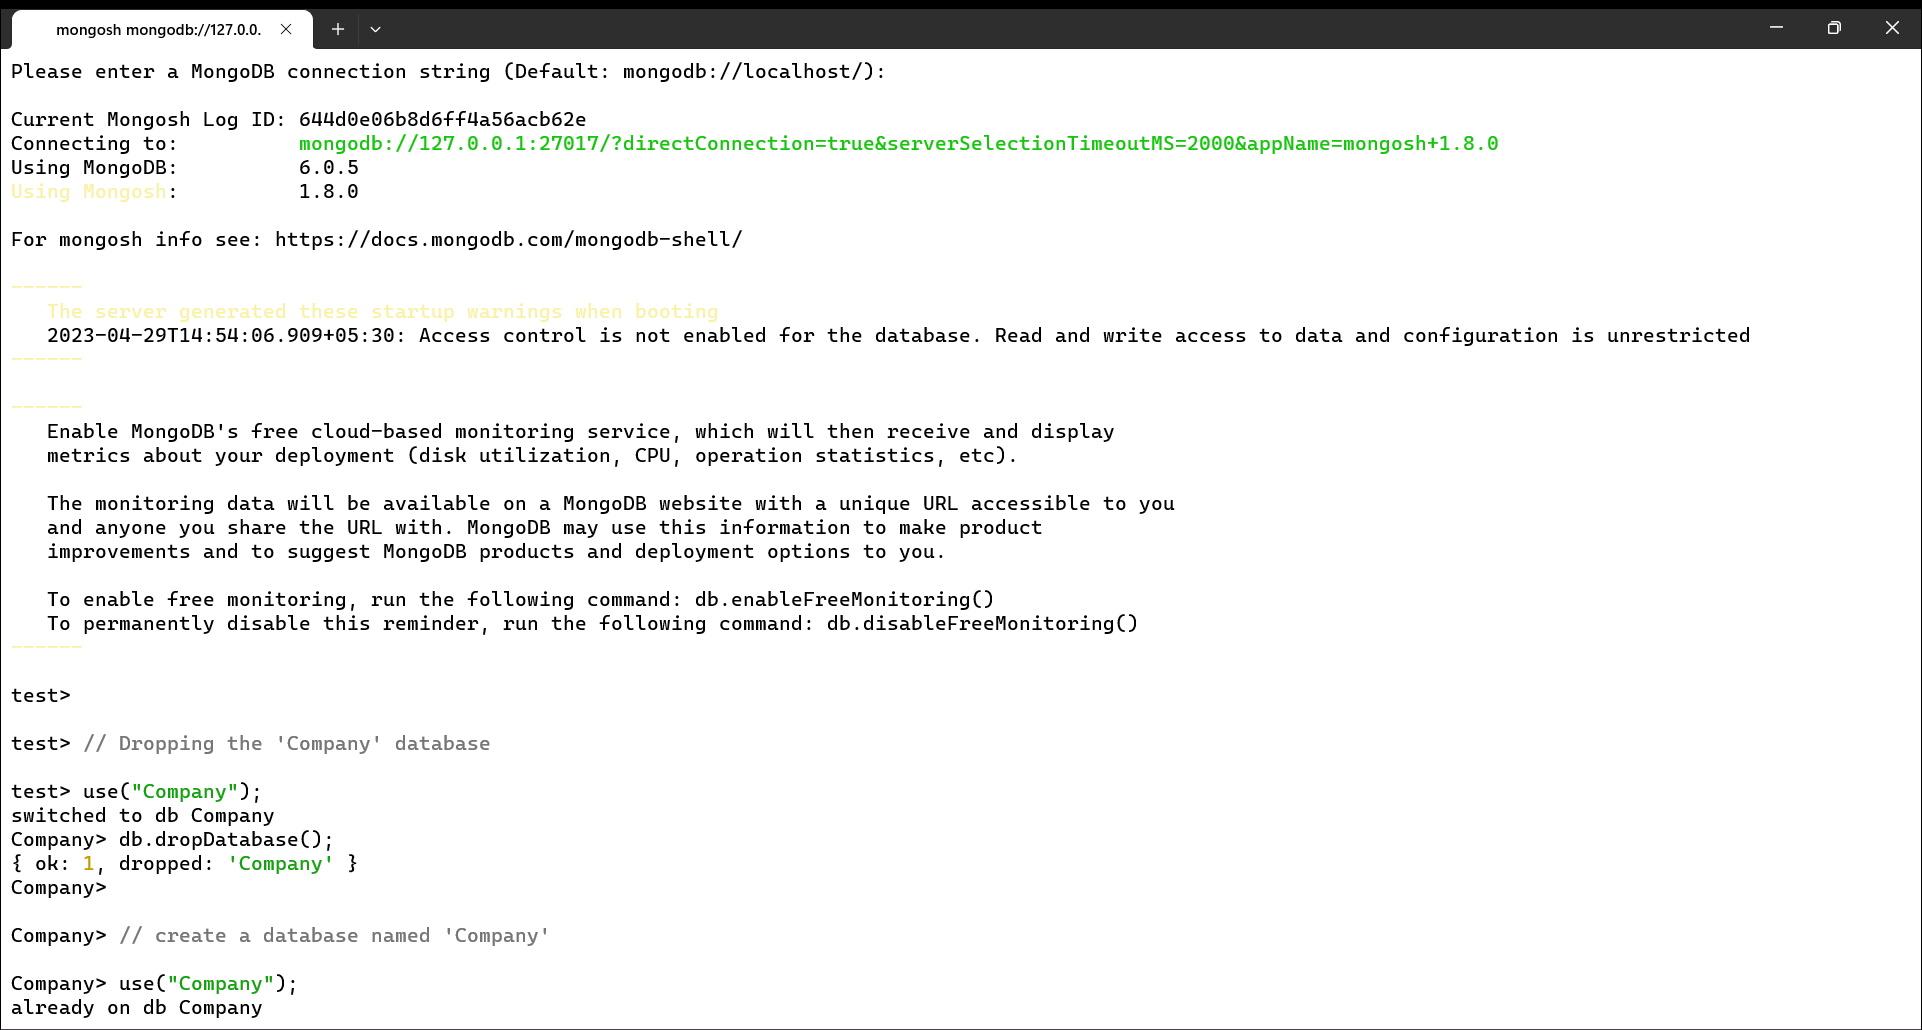 mongosh mongodb://127.0.0.
Please enter a MongoDB connection string (Default: mongodb://localhost/):
Current Mongosh Log ID: 644d0e06b8d6ff4a56acb62e
Connecting to:          mongodb://127.0.0.1:27017/?directConnection=true&serverSelectionTimeoutMS=2000&appName=mongosh+1.8.0
Using MongoDB:          6.0.5
Using Mongosh:          1.8.0
For mongosh info see: https://docs.mongodb.com/mongodb-shell/
------
   The server generated these startup warnings when booting
   2023-04-29T14:54:06.909+05:30: Access control is not enabled for the database. Read and write access to data and configuration is unrestricted
------
------
   Enable MongoDB's free cloud-based monitoring service, which will then receive and display
   metrics about your deployment (disk utilization, CPU, operation statistics, etc).
   The monitoring data will be available on a MongoDB website with a unique URL accessible to you
   and anyone you share the URL with. MongoDB may use this information to make product
   improvements and to suggest MongoDB products and deployment options to you.
   To enable free monitoring, run the following command: db.enableFreeMonitoring()
   To permanently disable this reminder, run the following command: db.disableFreeMonitoring()
------
test>
test> // Dropping the 'Company' database
test> use("Company");
switched to db Company
Company> db.dropDatabase();
{ ok: 1, dropped: 'Company' }
Company>
Company> // create a database named 'Company'
Company> use("Company");
already on db Company